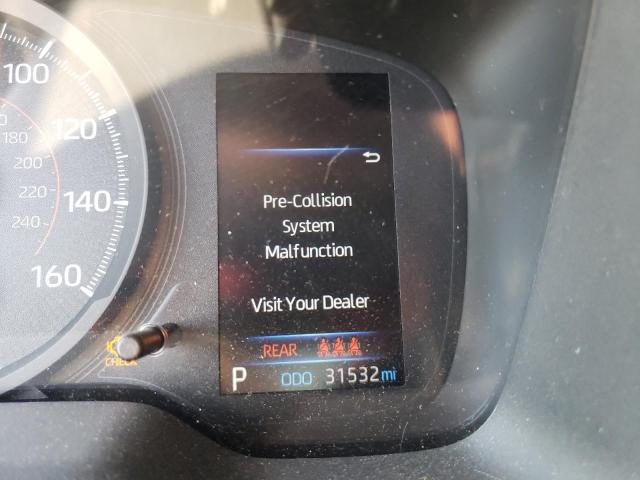 100
120
140
160
180
200
220
240
Pre-Collision
System
Malfunction
Visit Your Dealer
REAR
CHECK
P ODO 31532 mi